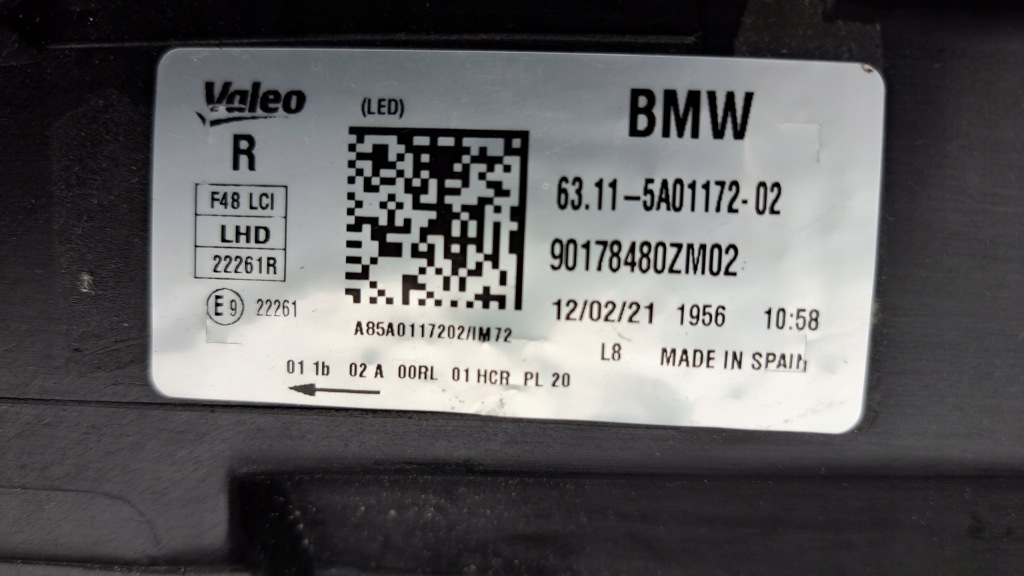 Valeo
(LED)
BMW
R
F48 LCI
LHD
22261R
E9 22261
63.11-5A01172-02
90178480ZM02
12/02/21 1956 10:58
A85A0117202/IM72
L8 MADE IN SPAIN
01 1b 02 A 00RL 01 HCR PL 20